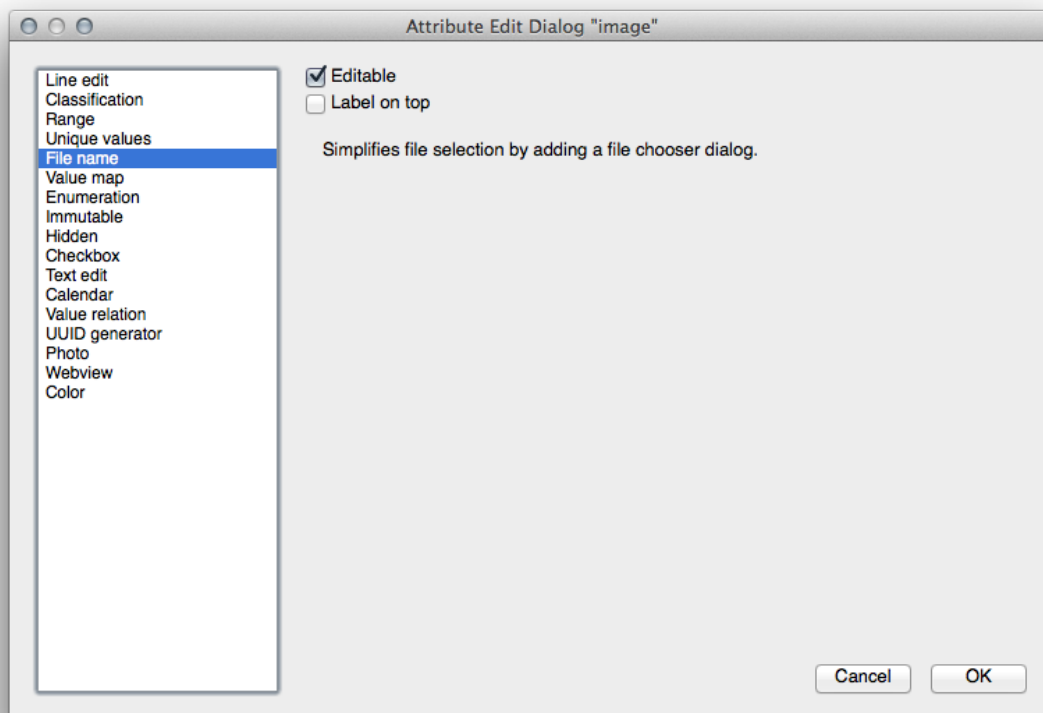 Attribute Edit Dialog "image"
Line edit
Classification
Range
Unique values
File name
Value map
Enumeration
Immutable
Hidden
Checkbox
Text edit
Calendar
Value relation
UUID generator
Photo
Webview
Color
Editable
Label on top
Simplifies file selection by adding a file chooser dialog.
Cancel OK